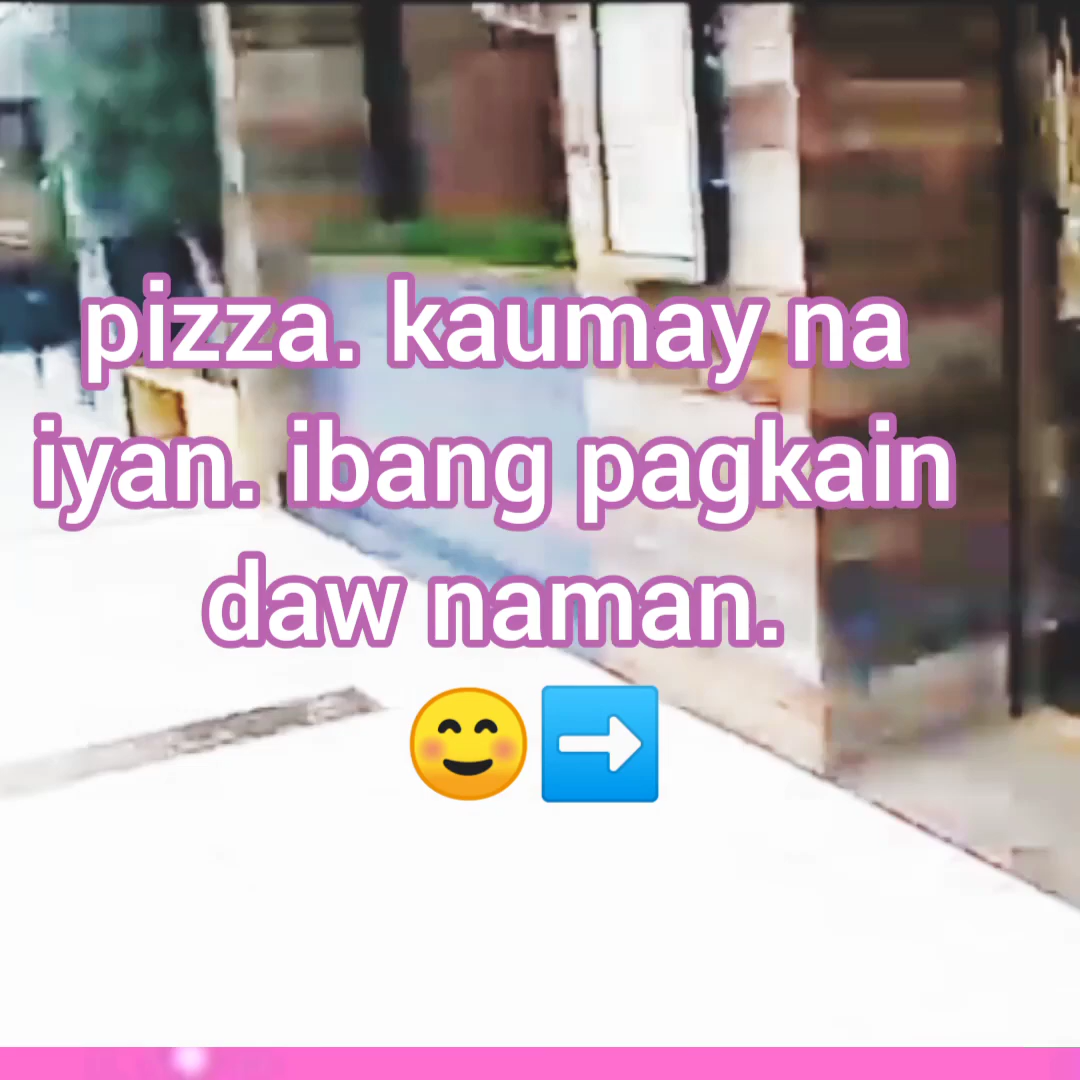 pizza. kaumay na
iyan. ibang pagkain
daw naman.
😊➡️